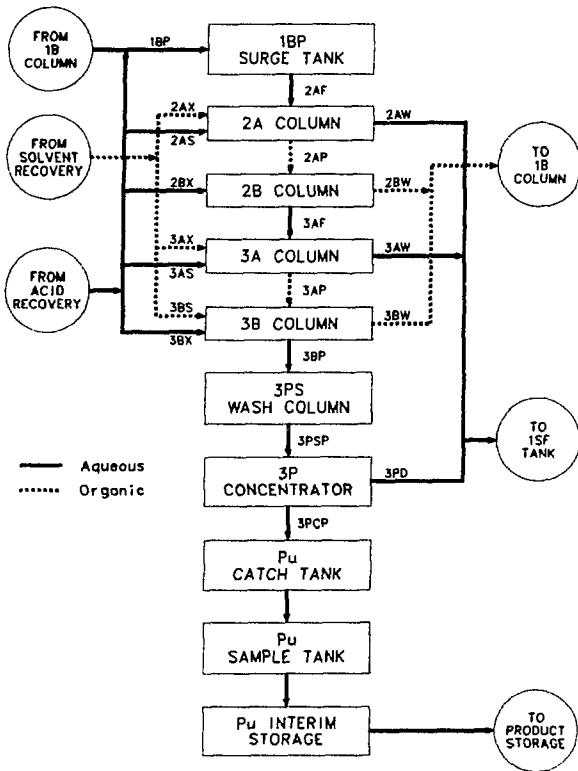 FROM
1B
COLUMN
1BP
1BP
SURGE TANK
2AF
2AX
2AS
2A COLUMN
2AW
FROM
SOLVENT
RECOVERY
2AP
TO
1B
COLUMN
2BX
2B COLUMN
2BW
3AF
3AX
3AS
3A COLUMN
3AW
FROM
ACID
RECOVERY
3AP
3BS
3BX
3B COLUMN
3BW
3BP
3PS
WASH COLUMN
3PSP
TO
1SF
TANK
Aqueous
Organic
3P
CONCENTRATOR
3PD
3PCP
Pu
CATCH TANK
Pu
SAMPLE TANK
Pu INTERIM
STORAGE
TO
PRODUCT
STORAGE